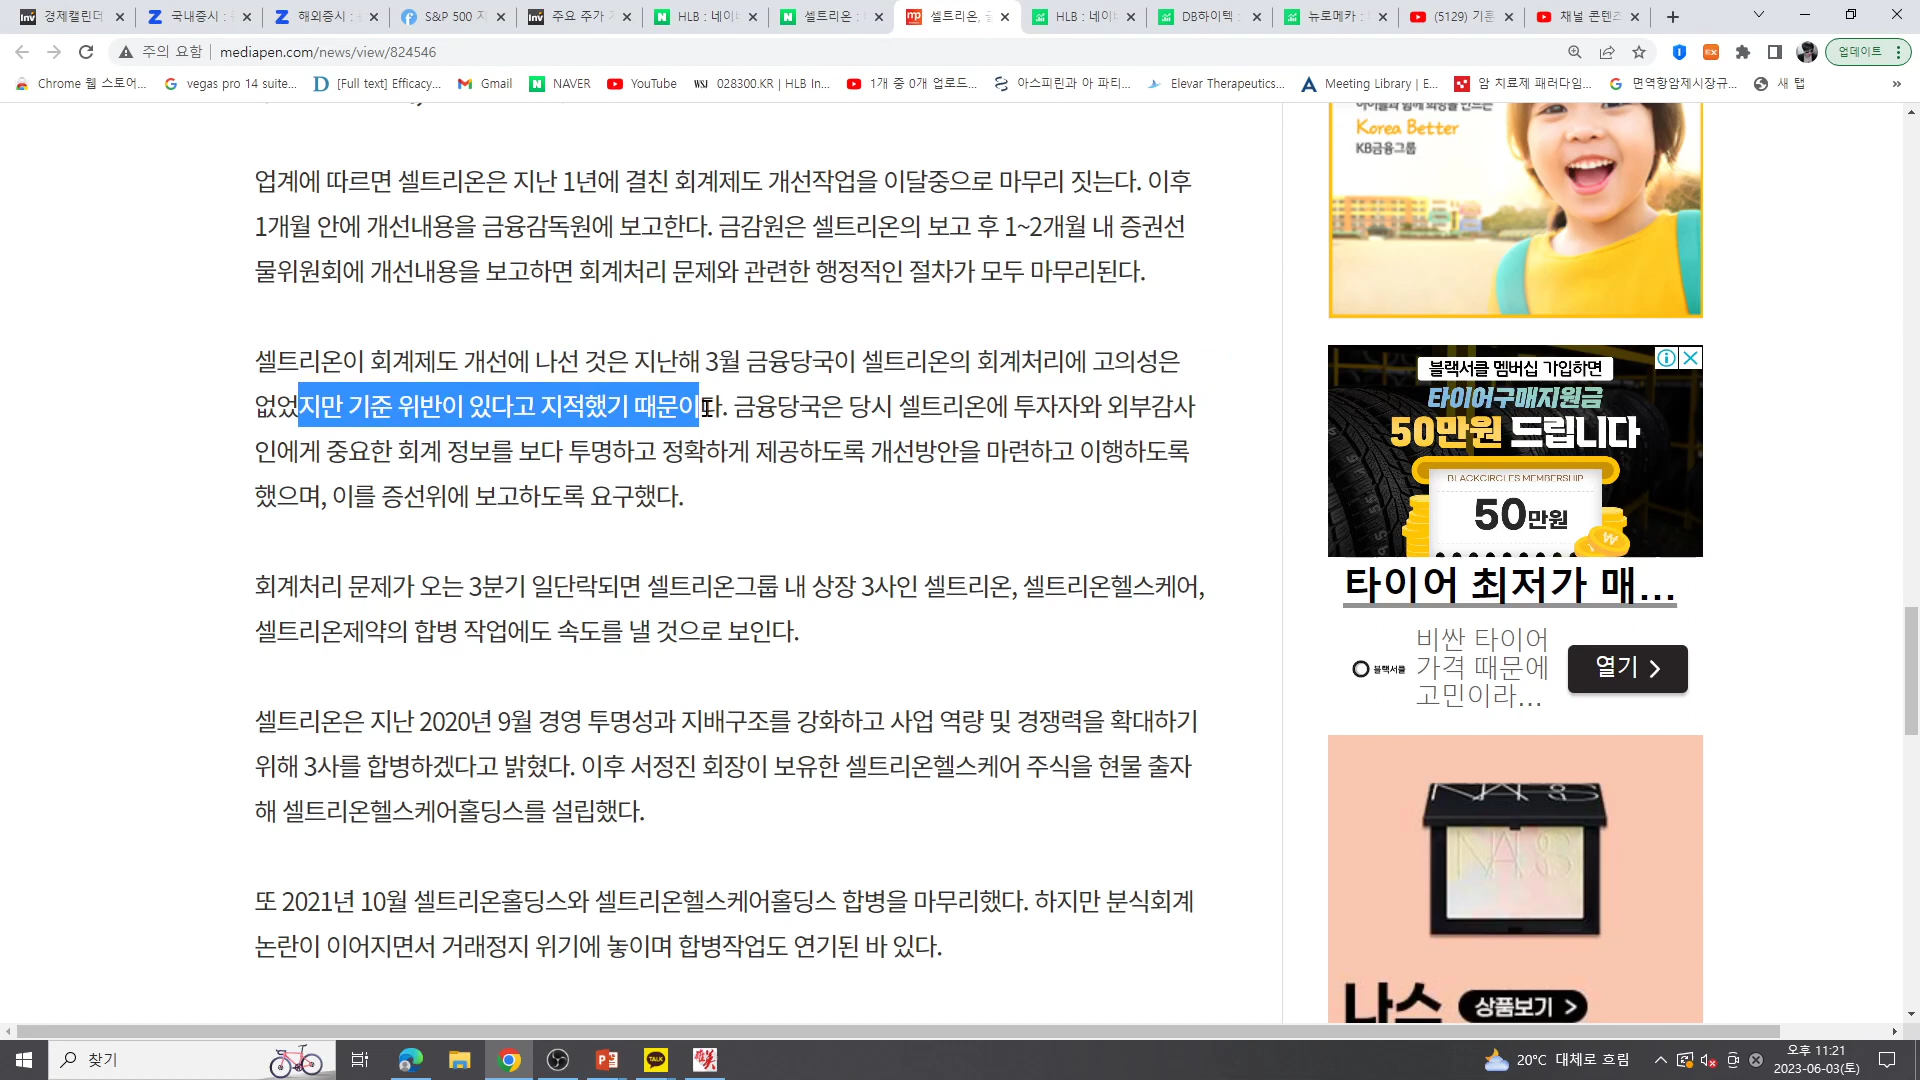 경제캘린더
국내증시 :
해외증시 :
S&P 500 지
주요 주가 지
HLB : 네이버
셀트리온 :
셀트리온,
HLB : 네이버
DB하이텍 :
뉴로메카 :
(5129) 기훈
채널 콘텐츠
주의 요함
mediapen.com/news/view/824546
업데이트
Chrome 웹 스토어...
vegas pro 14 suite...
[Full text] Efficacy...
Gmail
NAVER
YouTube
WSJ 028300.KR | HLB In...
1개 중 0개 업로드...
아스피린과 아 파티...
Elevar Therapeutics...
Meeting Library | E...
암 치료제 패러다임...
면역항암제시장규...
새 탭
업계에 따르면 셀트리온은 지난 1년에 결친 회계제도 개선작업을 이달중으로 마무리 짓는다. 이후
1개월 안에 개선내용을 금융감독원에 보고한다. 금감원은 셀트리온의 보고 후 1~2개월 내 증권선
물위원회에 개선내용을 보고하면 회계처리 문제와 관련한 행정적인 절차가 모두 마무리된다.
셀트리온이 회계제도 개선에 나선 것은 지난해 3월 금융당국이 셀트리온의 회계처리에 고의성은
없었지만 기준 위반이 있다고 지적했기 때문이다. 금융당국은 당시 셀트리온에 투자자와 외부감사
인에게 중요한 회계 정보를 보다 투명하고 정확하게 제공하도록 개선방안을 마련하고 이행하도록
했으며, 이를 증선위에 보고하도록 요구했다.
회계처리 문제가 오는 3분기 일단락되면 셀트리온그룹 내 상장 3사인 셀트리온, 셀트리온헬스케어,
셀트리온제약의 합병 작업에도 속도를 낼 것으로 보인다.
셀트리온은 지난 2020년 9월 경영 투명성과 지배구조를 강화하고 사업 역량 및 경쟁력을 확대하기
위해 3사를 합병하겠다고 밝혔다. 이후 서정진 회장이 보유한 셀트리온헬스케어 주식을 현물 출자
해 셀트리온헬스케어홀딩스를 설립했다.
또 2021년 10월 셀트리온홀딩스와 셀트리온헬스케어홀딩스 합병을 마무리했다. 하지만 분식회계
논란이 이어지면서 거래정지 위기에 놓이며 합병작업도 연기된 바 있다.
Korea Better
KB금융그룹
블랙서클 멤버십 가입하면
타이어구매지원금
50만원 드립니다
BLACKCIRCLES MEMBERSHIP
50만원
타이어 최저가 매...
블랙서클
비싼 타이어
가격 때문에
고민이라...
열기
NARS
나스
상품보기
찾기
TALK
20°C 대체로 흐림
오후 11:21
2023-06-03(토)